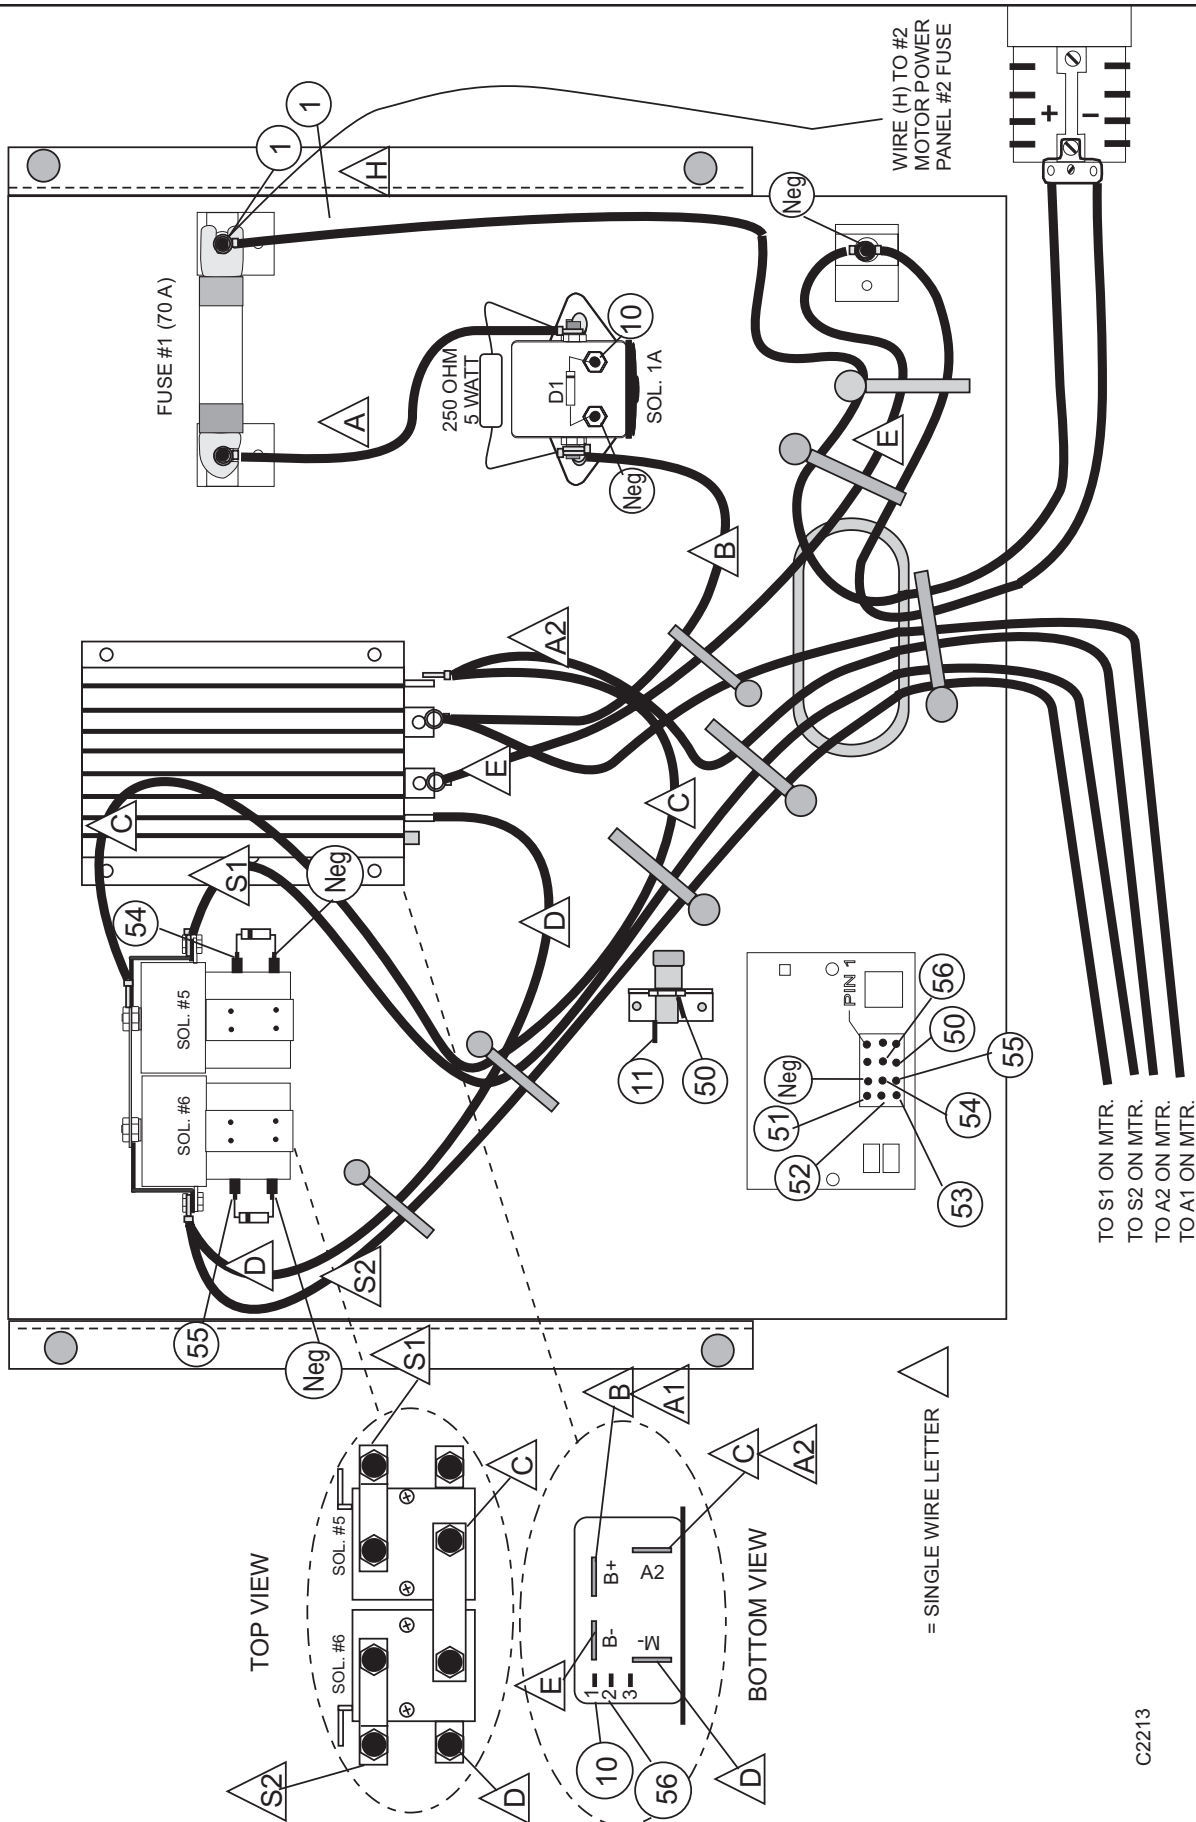 WIRE (H) TO #2
MOTOR POWER
PANEL #2 FUSE
+
−
1
1
H
Neg
FUSE #1 (70 A)
A
250 OHM
5 WATT
D1
10
SOL. 1A
Neg
E
B
A2
E
C
C
S1
Neg
54
D
SOL. #5
SOL. #6
11
50
PIN 1
56
50
55
Neg
51
54
52
53
D
S2
55
Neg
TO S1 ON MTR.
TO S2 ON MTR.
TO A2 ON MTR.
TO A1 ON MTR.
TOP VIEW
S1
C
SOL. #5
SOL. #6
S2
D
B
A1
C
A2
B+
A2
B-
M-
E
1
2
3
10
56
D
BOTTOM VIEW
= SINGLE WIRE LETTER
C2213